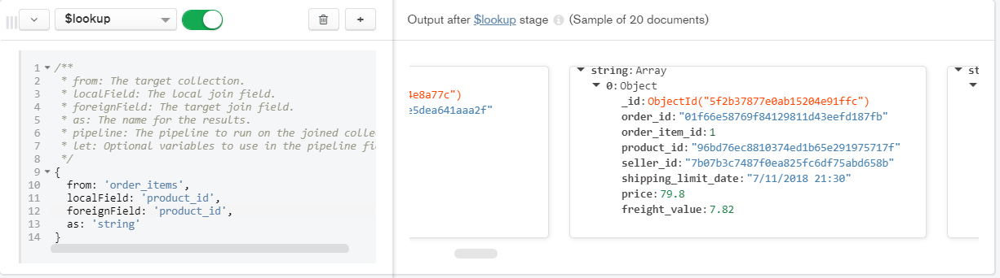 $lookup
Output after $lookup stage (Sample of 20 documents)
1 /**
2 * from: The target collection.
3 * localField: The local join field.
4 * foreignField: The target join field.
5 * as: The name for the results.
6 * pipeline: The pipeline to run on the joined colle
7 * let: Optional variables to use in the pipeline fi
8 */
9 {
10 from: 'order_items',
11 localField: 'product_id',
12 foreignField: 'product_id',
13 as: 'string'
14 }
4e8a77c")
e5dea641aaa2f"
string: Array
0: Object
_id: ObjectId("5f2b37877e0ab15204e91ffc")
order_id: "01f66e58769f84129811d43eefd187fb"
order_item_id: 1
product_id: "96bd76ec8810374ed1b65e291975717f"
seller_id: "7b07b3c7487f0ea825fc6df75abd658b"
shipping_limit_date: "7/11/2018 21:30"
price: 79.8
freight_value: 7.82
st